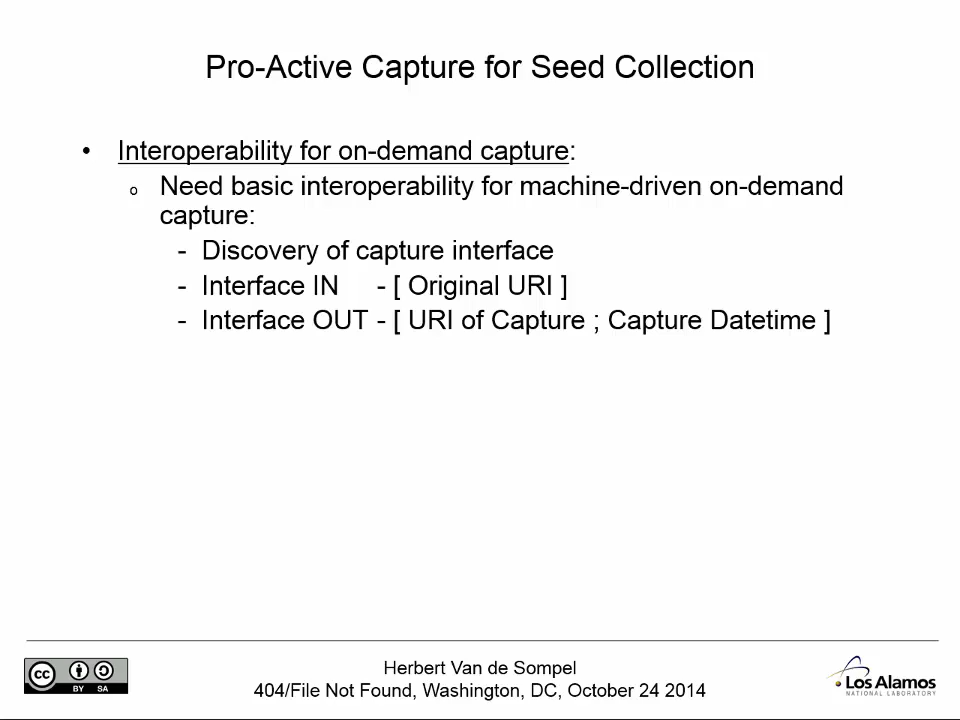 Pro-Active Capture for Seed Collection
• Interoperability for on-demand capture:
o Need basic interoperability for machine-driven on-demand
capture:
- Discovery of capture interface
- Interface IN - [ Original URI ]
- Interface OUT - [ URI of Capture ; Capture Datetime ]
cc BY SA
Herbert Van de Sompel
404/File Not Found, Washington, DC, October 24 2014
Los Alamos
NATIONAL LABORATORY